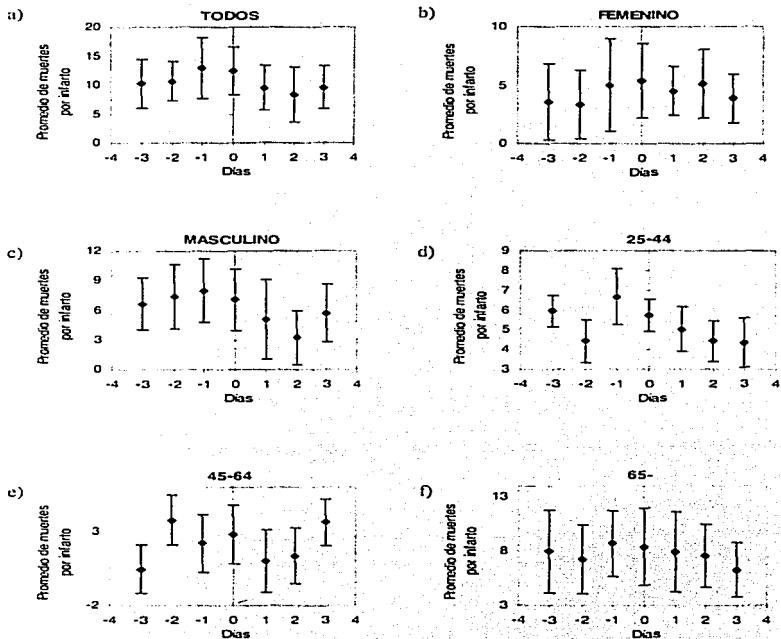 a)
TODOS
Promedio de muertes
por infarto
20
15
10
5
0
-4 -3 -2 -1 0 1 2 3 4
Días
b)
FEMENINO
Promedio de muertes
por infarto
10
5
0
-4 -3 -2 -1 0 1 2 3 4
Días
c)
MASCULINO
Promedio de muertes
por infarto
12
9
6
3
0
-4 -3 -2 -1 0 1 2 3 4
Días
d)
25-44
Promedio de muertes
por infarto
9
8
7
6
5
4
3
-4 -3 -2 -1 0 1 2 3 4
Días
e)
45-64
Promedio de muertes
por infarto
3
-2
-4 -3 -2 -1 0 1 2 3 4
Días
f)
65-
Promedio de muertes
por infarto
13
8
3
-4 -3 -2 -1 0 1 2 3 4
Días